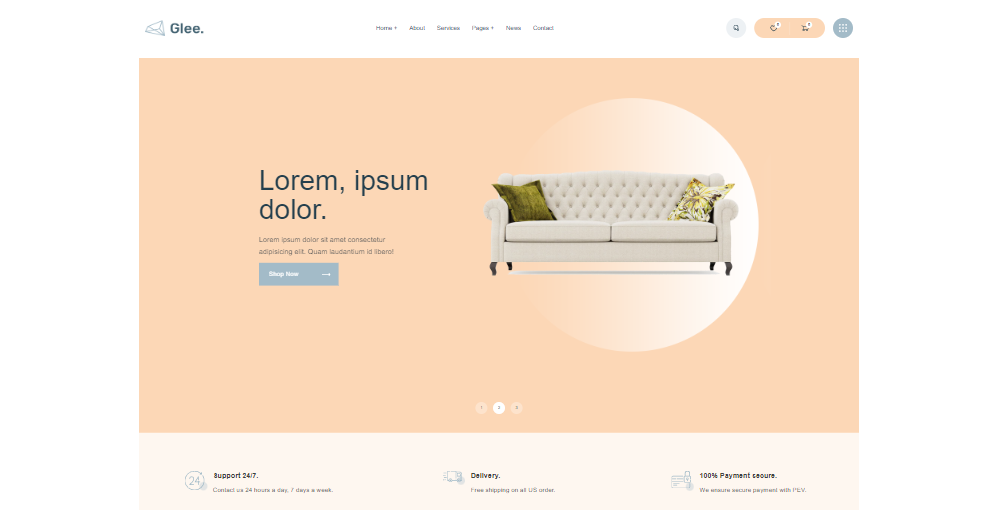 Glee.
Home +
About
Services
Pages +
News
Contact
0
0
Lorem, ipsum
dolor.
Lorem ipsum dolor sit amet consectetur
adipisicing elit. Quam laudantium id libero!
Shop Now
1
2
3
24
Support 24/7.
Contact us 24 hours a day, 7 days a week.
Delivery.
Free shipping on all US order.
100% Payment secure.
We ensure secure payment with PEV.